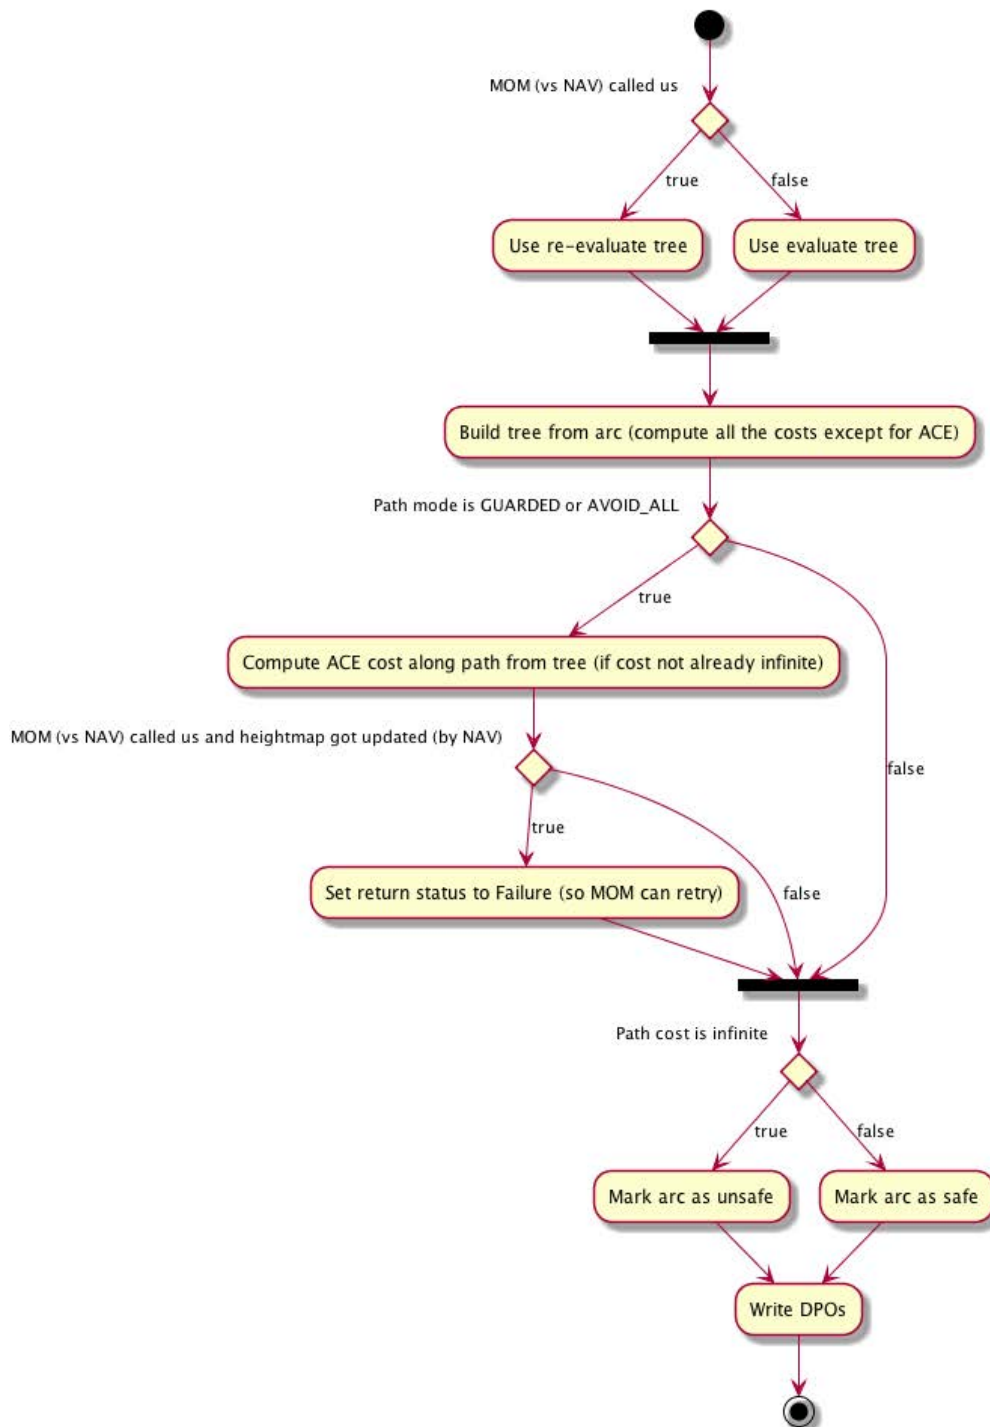 MOM (vs NAV) called us
true
false
Use re-evaluate tree
Use evaluate tree
Build tree from arc (compute all the costs except for ACE)
Path mode is GUARDED or AVOID_ALL
true
Compute ACE cost along path from tree (if cost not already infinite)
MOM (vs NAV) called us and heightmap got updated (by NAV)
false
true
Set return status to Failure (so MOM can retry)
false
Path cost is infinite
true
false
Mark arc as unsafe
Mark arc as safe
Write DPOs